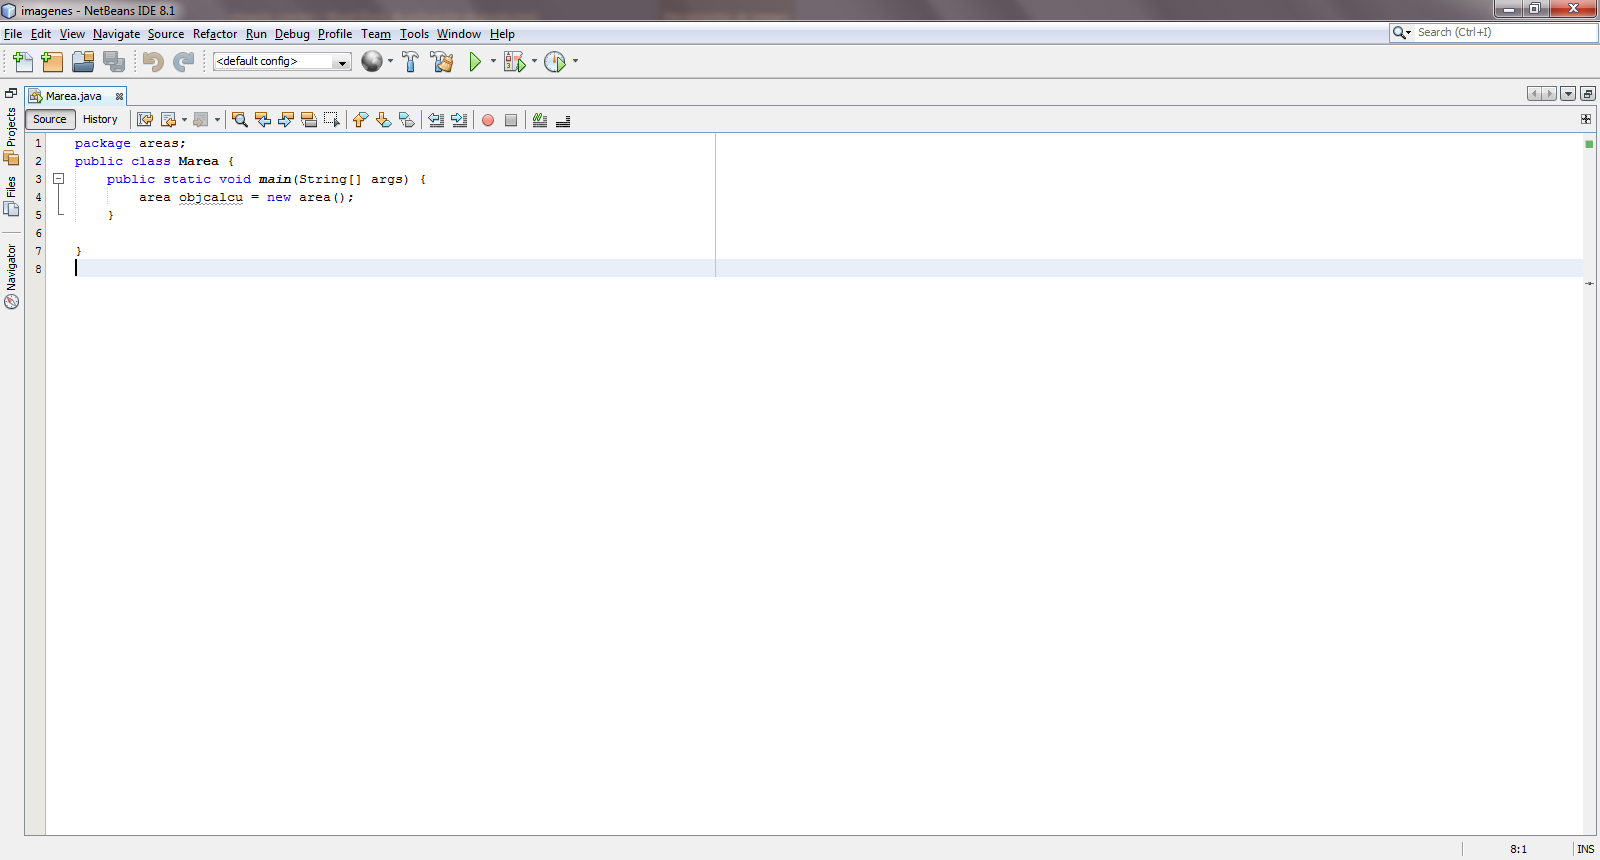 imagenes - NetBeans IDE 8.1
File Edit View Navigate Source Refactor Run Debug Profile Team Tools Window Help
Search (Ctrl+I)
<default config>
Marea.java
Source History
Projects
Files
Navigator
1 package areas;
2 public class Marea {
3 public static void main(String[] args) {
4 area objcalcu = new area();
5 }
6
7 }
8
8:1 INS